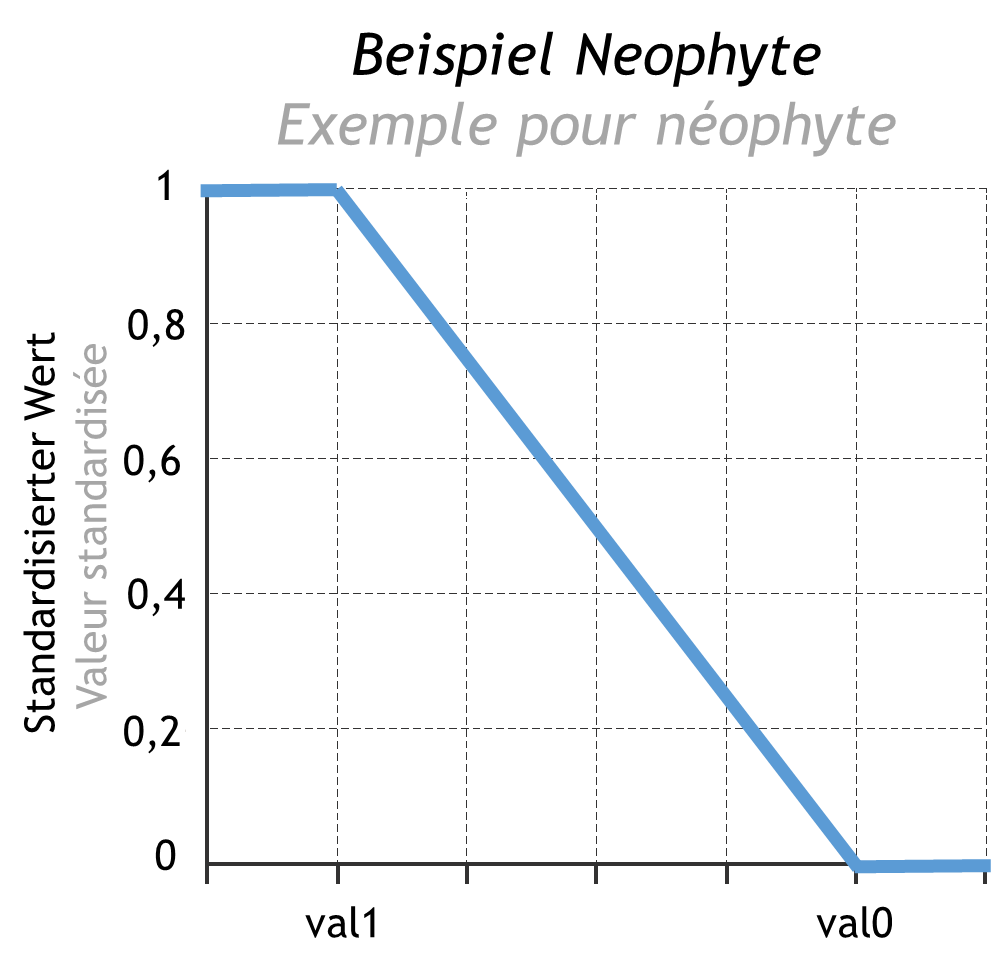 Beispiel Neophyte
Exemple pour néophyte
Standardisierter Wert
Valeur standardisée
1
0,8
0,6
0,4
0,2
0
val1
val0